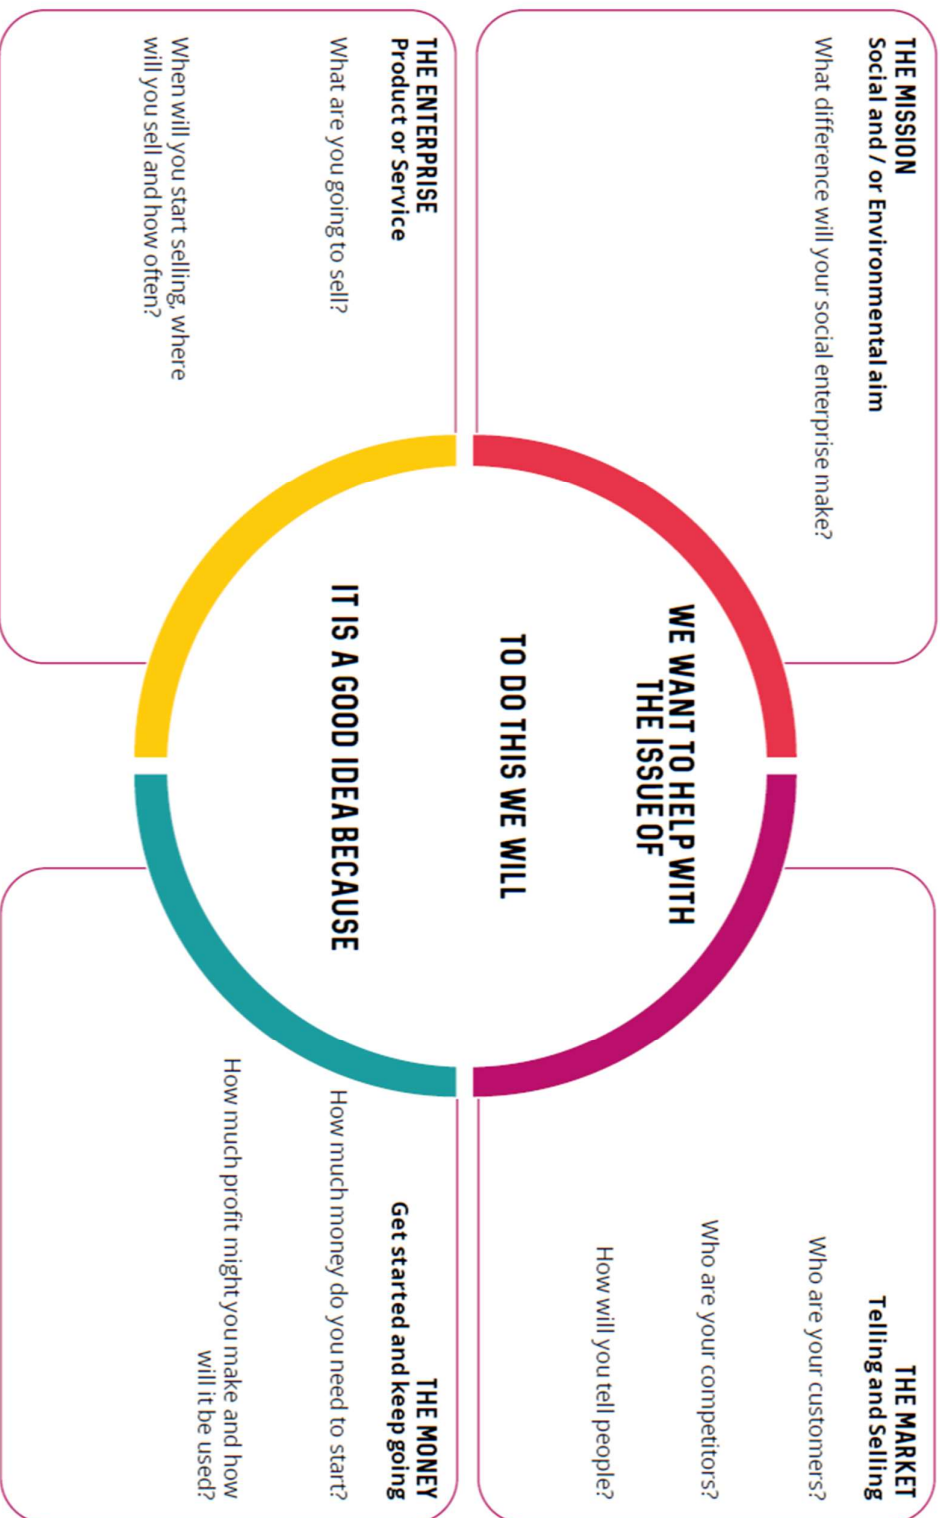 THE MISSION
Social and / or Environmental aim
What difference will your social enterprise make?
THE MARKET
Telling and Selling
Who are your customers?
Who are your competitors?
How will you tell people?
WE WANT TO HELP WITH
THE ISSUE OF
TO DO THIS WE WILL
IT IS A GOOD IDEA BECAUSE
THE ENTERPRISE
Product or Service
What are you going to sell?
When will you start selling, where
will you sell and how often?
THE MONEY
Get started and keep going
How much money do you need to start?
How much profit might you make and how
will it be used?